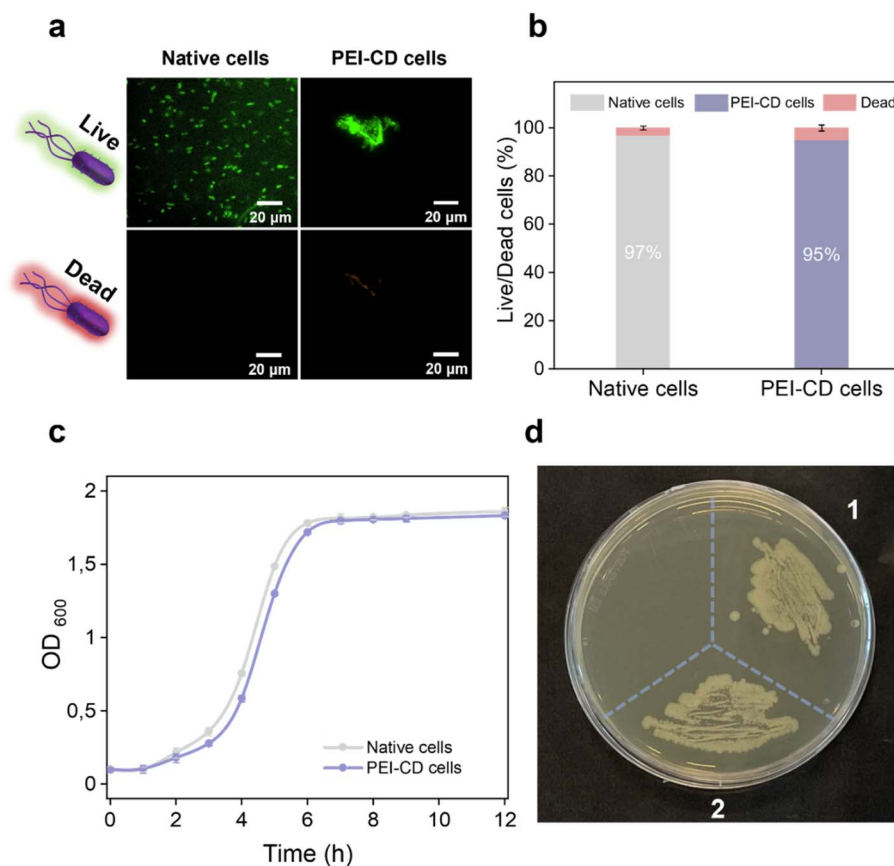 a
Native cells PEI-CD cells
Live
20 µm
20 µm
Dead
20 µm
20 µm
b
Native cells PEI-CD cells Dead
Live/Dead cells (%)
100
80
60
40
20
0
97%
95%
Native cells PEI-CD cells
c
OD 600
2
1,5
1
0,5
0
Native cells
PEI-CD cells
0 2 4 6 8 10 12
Time (h)
d
1
2